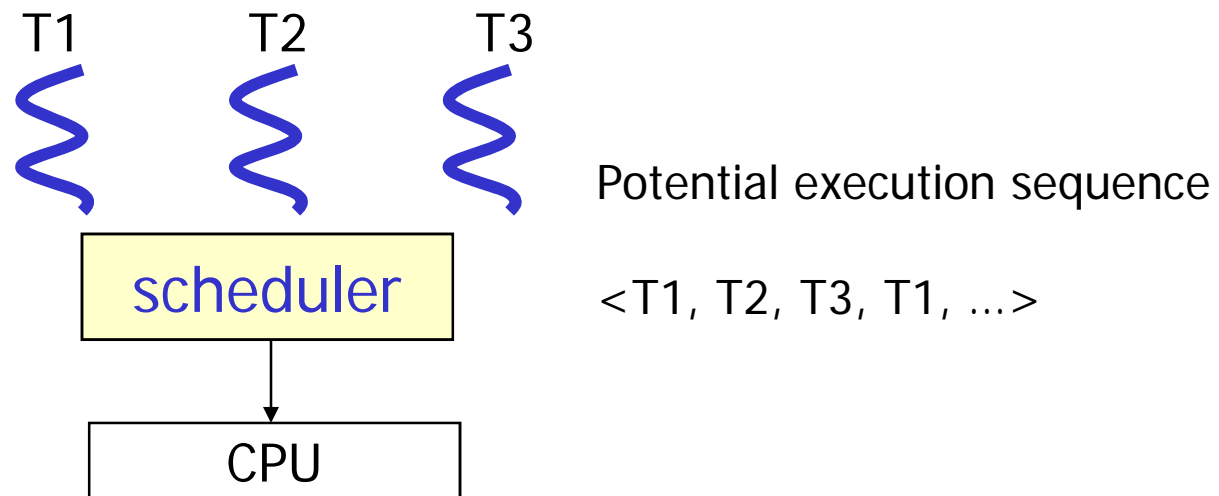 T1 T2 T3
Potential execution sequence
scheduler
<T1, T2, T3, T1, ...>
CPU